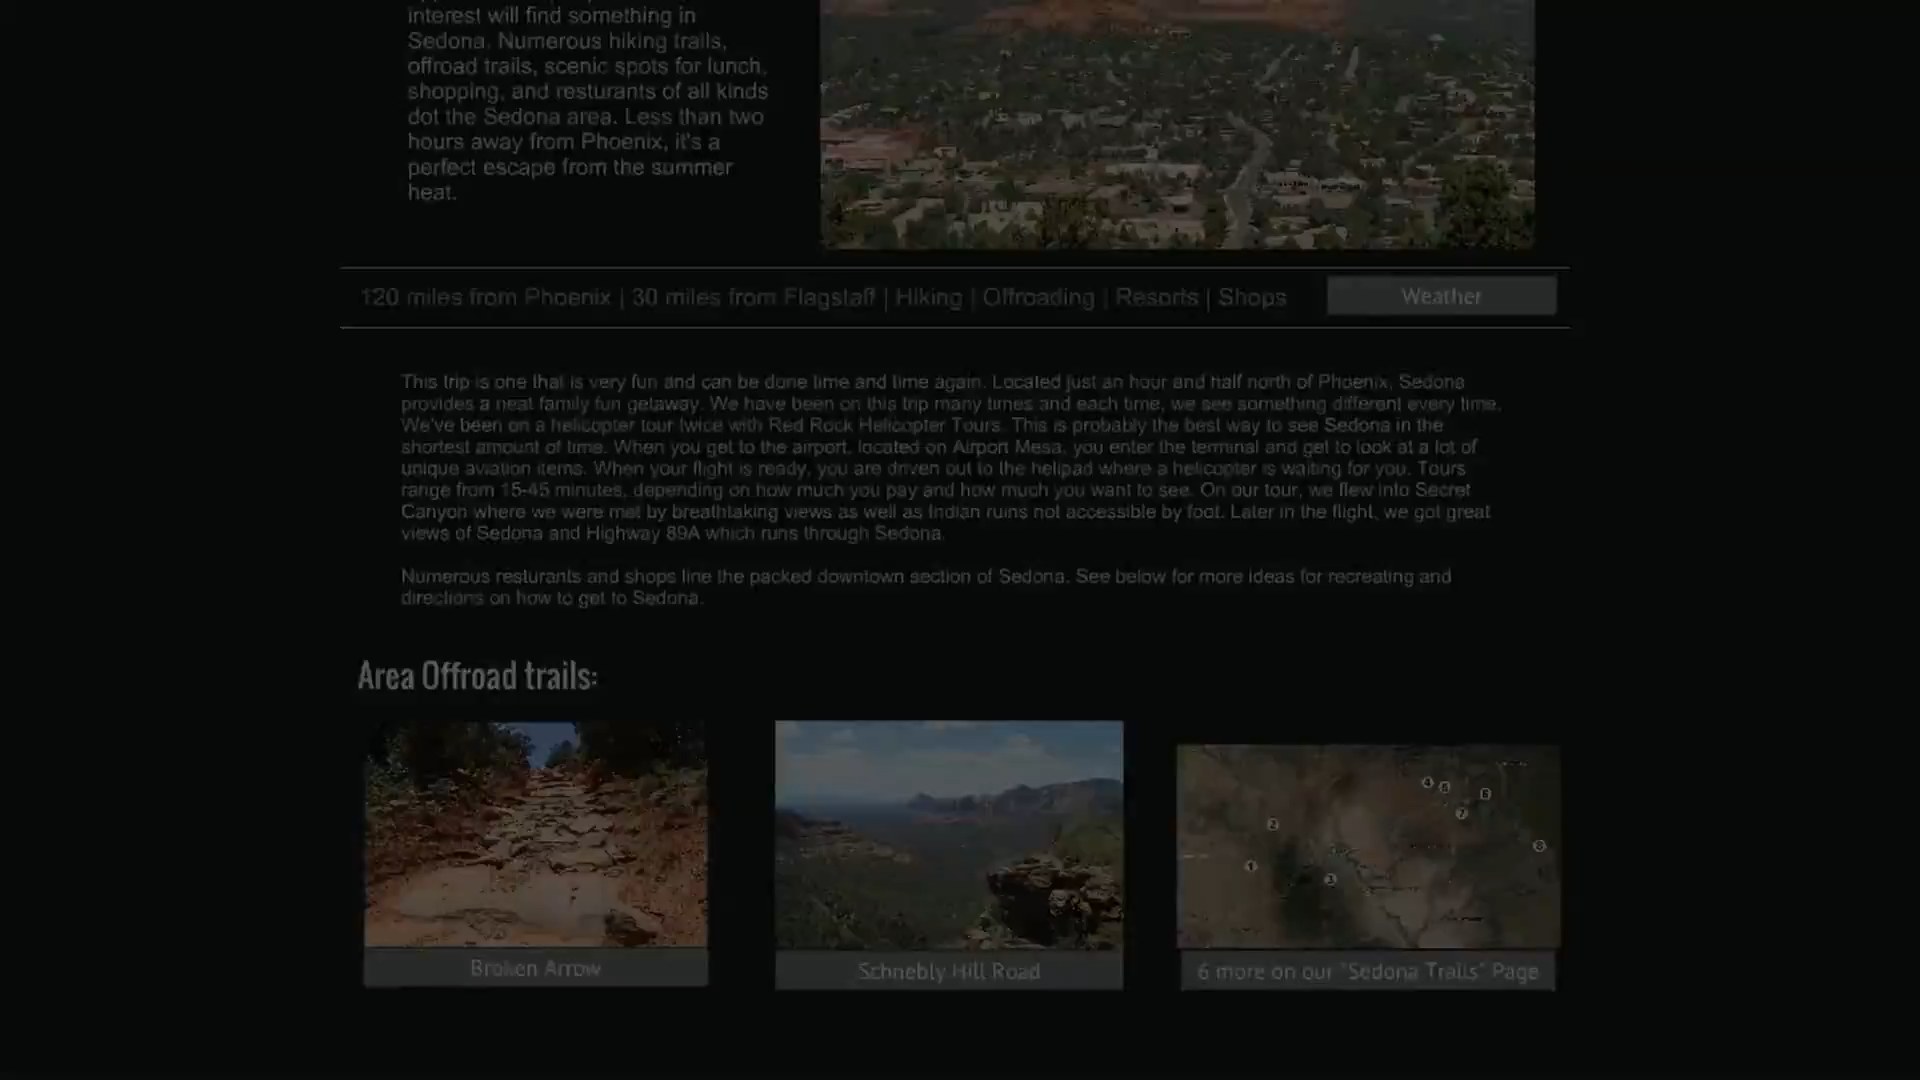 interest will find something in
Sedona. Numerous hiking trails,
offroad trails, scenic spots for lunch,
shopping, and resturants of all kinds
dot the Sedona area. Less than two
hours away from Phoenix, it's a
perfect escape from the summer
heat.
120 miles from Phoenix | 30 miles from Flagstaff | Hiking | Offroading | Resorts | Shops
Weather
This trip is one that is very fun and can be done time and time again. Located just an hour and half north of Phoenix, Sedona
provides a neat family fun getaway. We have been on this trip many times and each time, we see something different every time.
We've been on a helicopter tour twice with Red Rock Helicopter Tours. This is probably the best way to see Sedona in the
shortest amount of time. When you get to the airport, located on Airport Mesa, you enter the terminal and get to look at a lot of
unique aviation items. When your flight is ready, you are driven out to the helipad where a helicopter is waiting for you. Tours
range from 15-45 minutes, depending on how much you pay and how much you want to see. On our tour, we flew into Secret
Canyon where we were met by breathtaking views as well as Indian ruins not accessible by foot. Later in the flight, we got great
views of Sedona and Highway 89A which runs through Sedona.
Numerous resturants and shops line the packed downtown section of Sedona. See below for more ideas for recreating and
directions on how to get to Sedona.
Area Offroad trails:
Broken Arrow
Schnebly Hill Road
6 more on our "Sedona Trails" Page